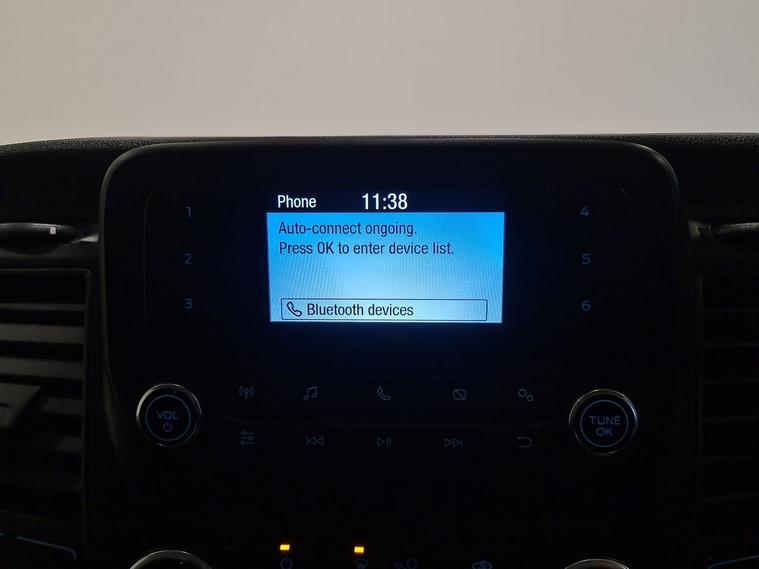 Phone 11:38
1
Auto-connect ongoing.
4
2
Press OK to enter device list.
5
3
Bluetooth devices
6
VOL
TUNE
OK